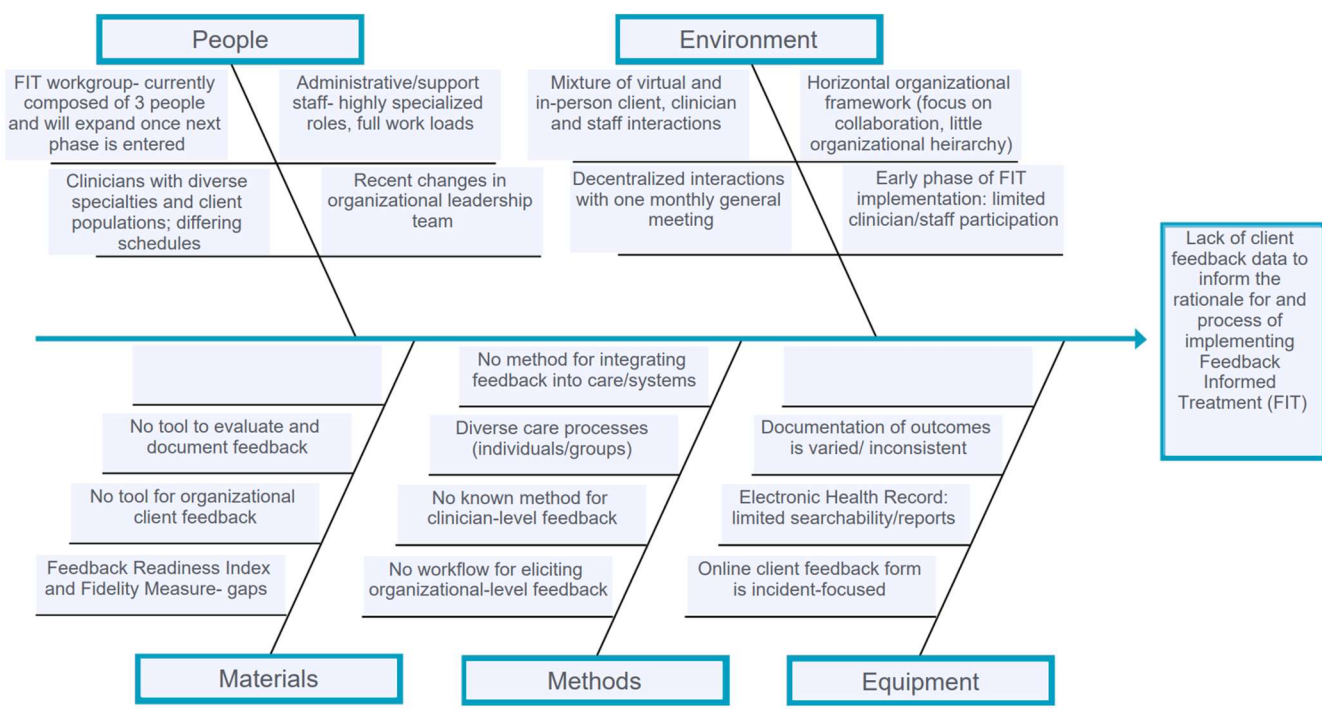 People
FIT workgroup- currently
composed of 3 people
and will expand once next
phase is entered
Administrative/support
staff- highly specialized
roles, full work loads
Clinicians with diverse
specialties and client
populations; differing
schedules
Recent changes in
organizational leadership
team
Environment
Mixture of virtual and
in-person client, clinician
and staff interactions
Horizontal organizational
framework (focus on
collaboration, little
organizational heirarchy)
Decentralized interactions
with one monthly general
meeting
Early phase of FIT
implementation: limited
clinician/staff participation
Lack of client
feedback data to
inform the
rationale for and
process of
implementing
Feedback
Informed
Treatment (FIT)
No tool to evaluate and
document feedback
No tool for organizational
client feedback
Feedback Readiness Index
and Fidelity Measure- gaps
Materials
No method for integrating
feedback into care/systems
Diverse care processes
(individuals/groups)
No known method for
clinician-level feedback
No workflow for eliciting
organizational-level feedback
Methods
Documentation of outcomes
is varied/ inconsistent
Electronic Health Record:
limited searchability/reports
Online client feedback form
is incident-focused
Equipment